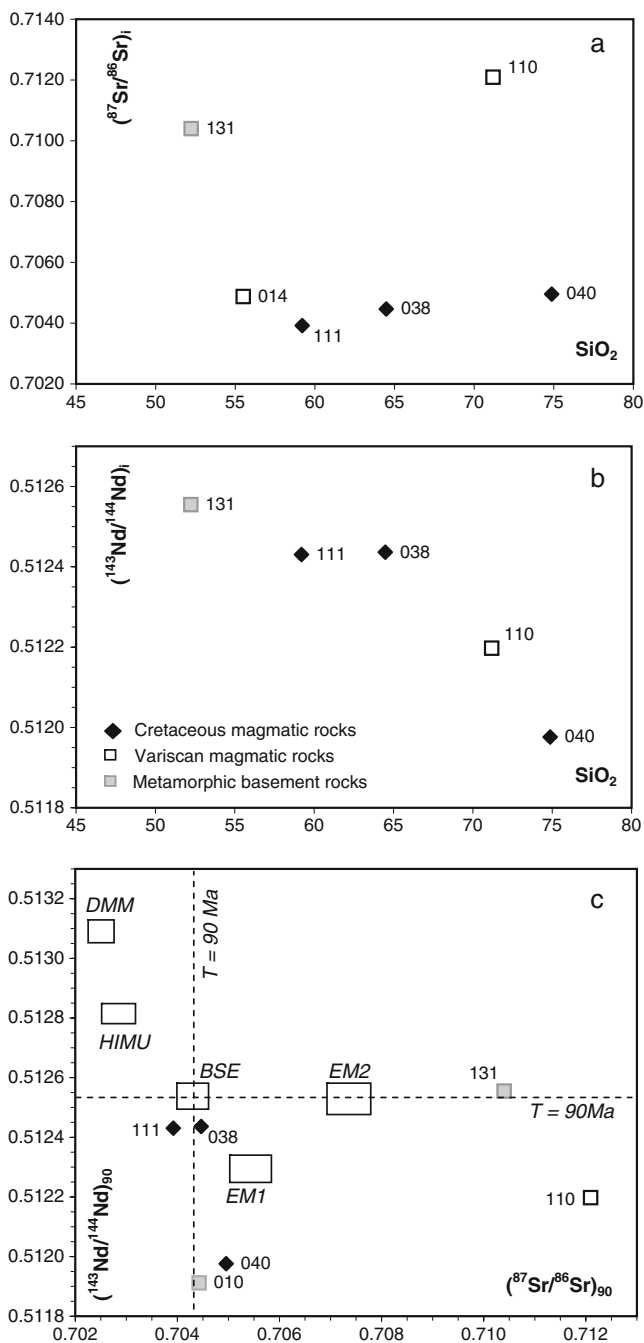 0.7140
a
(⁸⁷Sr/⁸⁶Sr)ᵢ
110
0.7120
131
0.7100
0.7080
0.7060
014
040
038
0.7040
111
SiO₂
0.7020
45 50 55 60 65 70 75 80
b
(¹⁴³Nd/¹⁴⁴Nd)ᵢ
0.5126
131
111
038
0.5124
110
0.5122
Cretaceous magmatic rocks
0.5120
040
Variscan magmatic rocks
Metamorphic basement rocks
SiO₂
0.5118
45 50 55 60 65 70 75 80
c
0.5132
DMM
T = 90 Ma
0.5130
0.5128
HIMU
BSE
EM2
131
0.5126
T = 90Ma
111
038
0.5124
EM1
110
0.5122
(¹⁴³Nd/¹⁴⁴Nd)₉₀
0.5120
040
010
(⁸⁷Sr/⁸⁶Sr)₉₀
0.5118
0.702 0.704 0.706 0.708 0.710 0.712